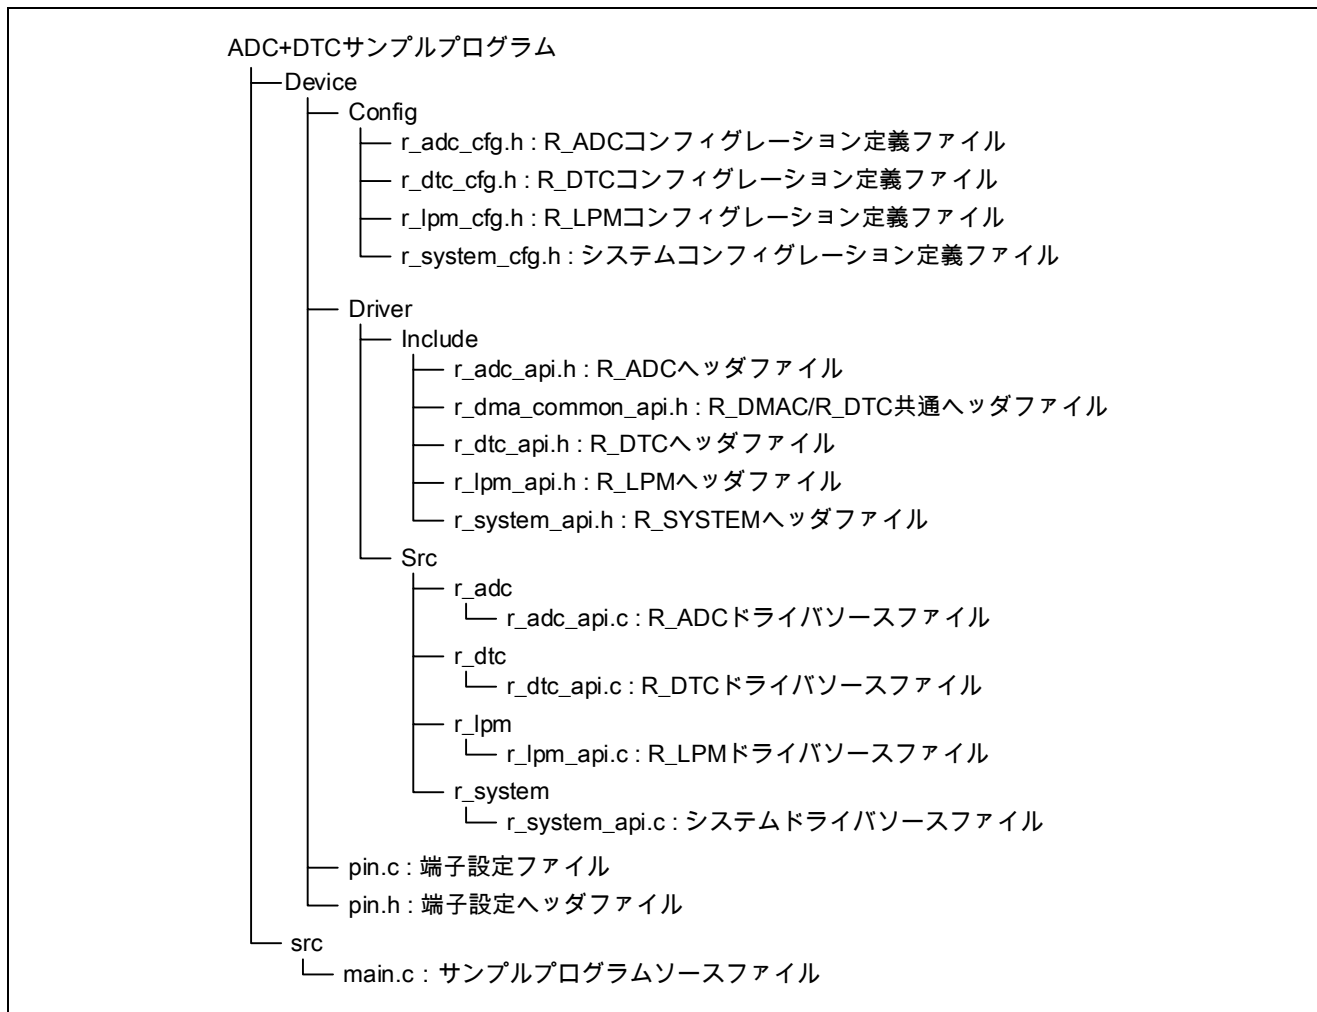 ADC+DTCサンプルプログラム
Device
Config
r_adc_cfg.h : R_ADCコンフィグレーション定義ファイル
r_dtc_cfg.h : R_DTCコンフィグレーション定義ファイル
r_lpm_cfg.h : R_LPMコンフィグレーション定義ファイル
r_system_cfg.h : システムコンフィグレーション定義ファイル
Driver
Include
r_adc_api.h : R_ADCヘッダファイル
r_dma_common_api.h : R_DMAC/R_DTC共通ヘッダファイル
r_dtc_api.h : R_DTCヘッダファイル
r_lpm_api.h : R_LPMヘッダファイル
r_system_api.h : R_SYSTEMヘッダファイル
Src
r_adc
r_adc_api.c : R_ADCドライバソースファイル
r_dtc
r_dtc_api.c : R_DTCドライバソースファイル
r_lpm
r_lpm_api.c : R_LPMドライバソースファイル
r_system
r_system_api.c : システムドライバソースファイル
pin.c : 端子設定ファイル
pin.h : 端子設定ヘッダファイル
src
main.c : サンプルプログラムソースファイル